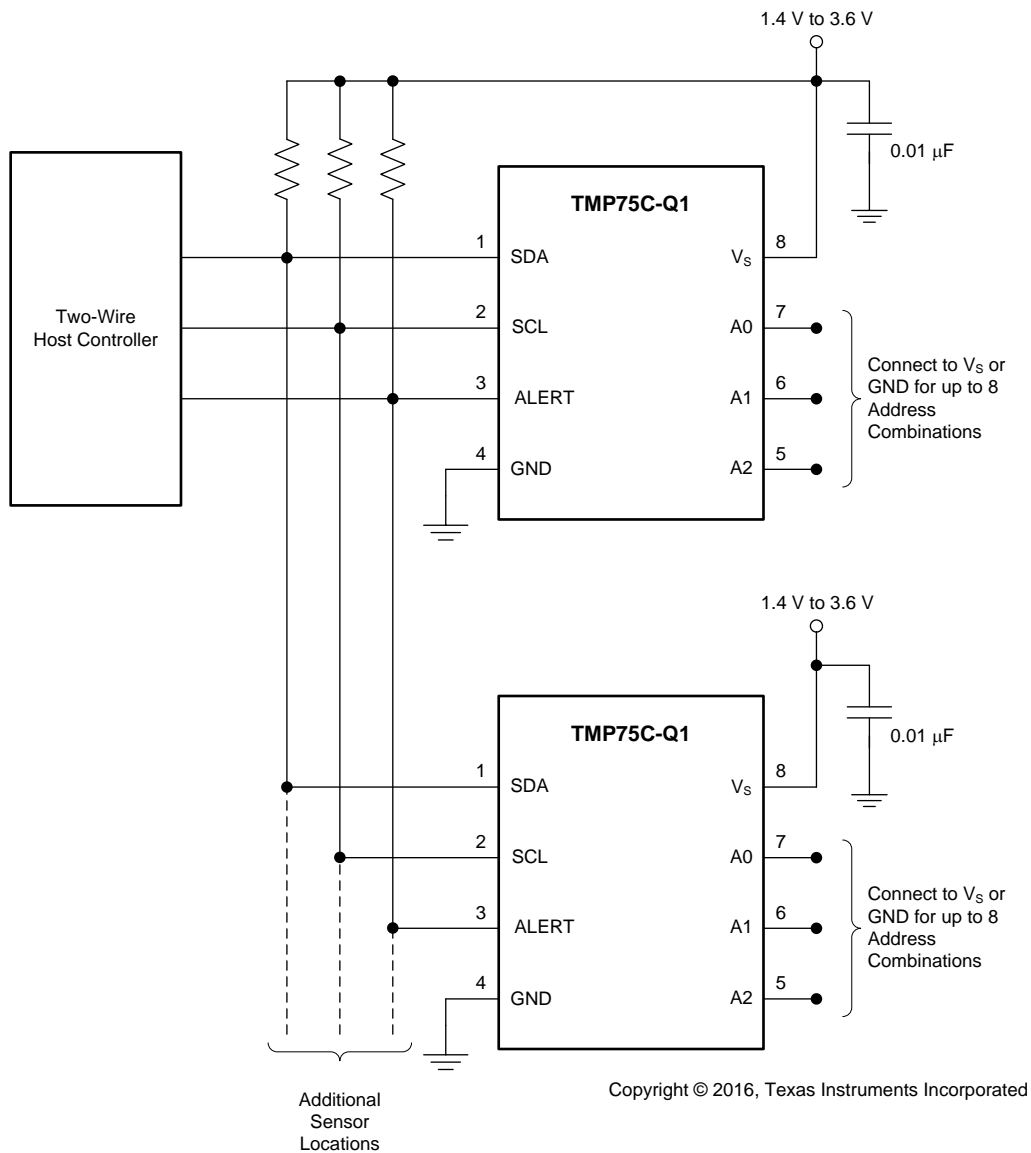 1.4 V to 3.6 V
0.01 μF
Two-Wire
Host Controller
TMP75C-Q1
1
SDA
2
SCL
3
ALERT
4
GND
8
VS
7
A0
6
A1
5
A2
Connect to VS or
GND for up to 8
Address
Combinations
1.4 V to 3.6 V
0.01 μF
TMP75C-Q1
1
SDA
2
SCL
3
ALERT
4
GND
8
VS
7
A0
6
A1
5
A2
Connect to VS or
GND for up to 8
Address
Combinations
Additional
Sensor
Locations
Copyright © 2016, Texas Instruments Incorporated